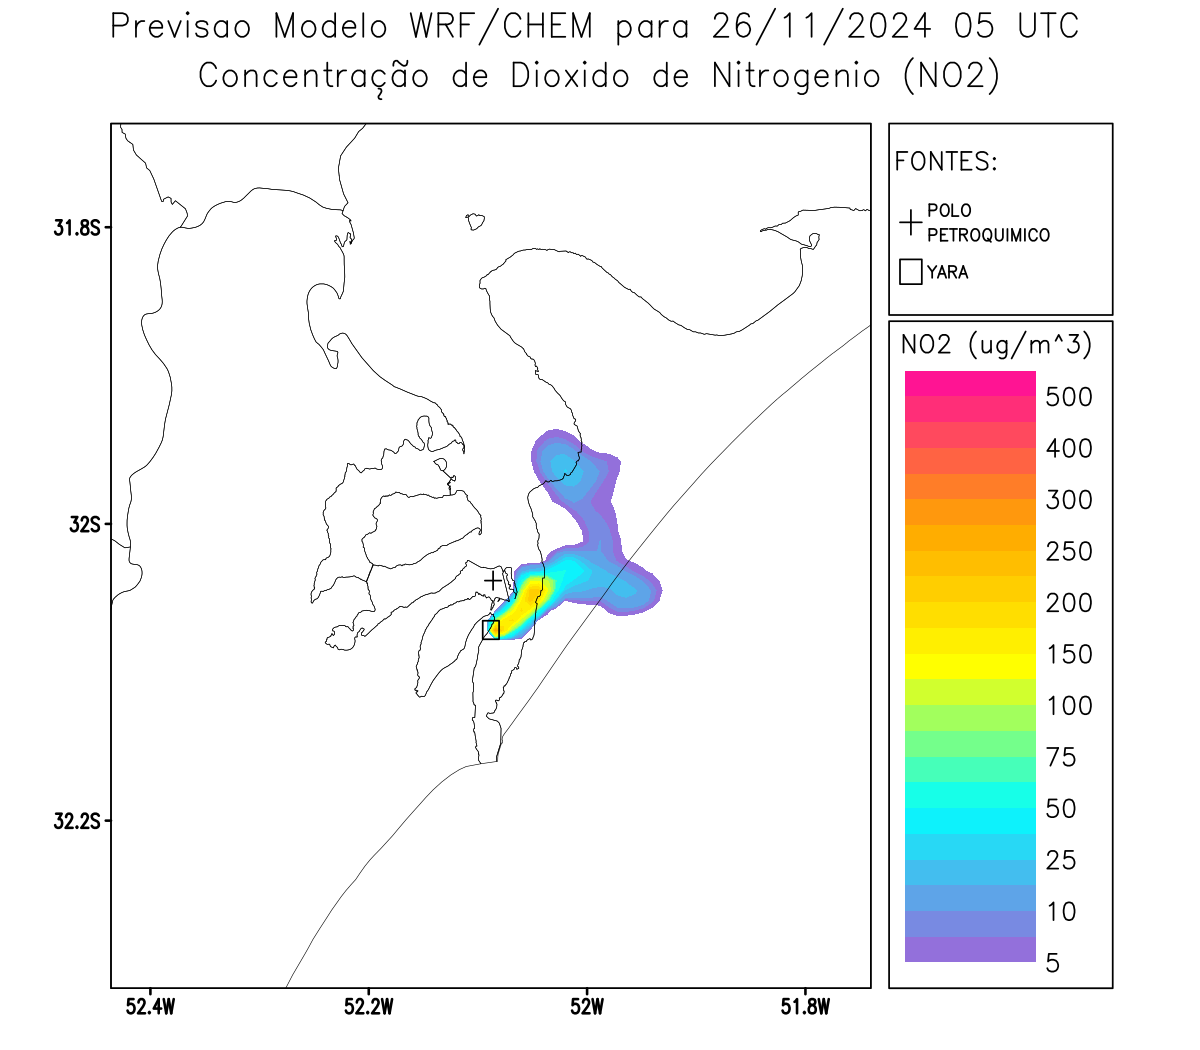 Previsao Modelo WRF/CHEM para 26/11/2024 05 UTC
Concentração de Dioxido de Nitrogenio (NO2)
FONTES:
POLO
PETROQUIMICO
YARA
NO2 (ug/m^3)
500
400
300
250
200
150
100
75
50
25
10
5
31.8S
32S
32.2S
52.4W
52.2W
52W
51.8W